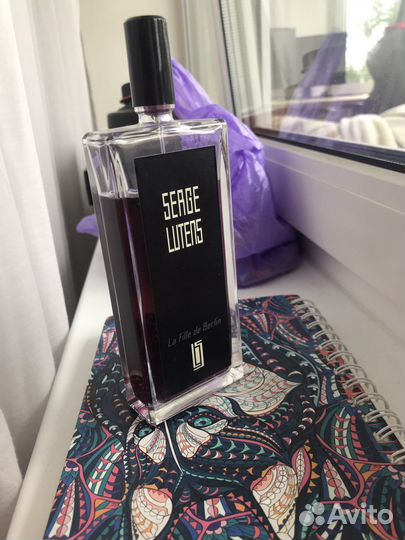 SERGE
LUTENS
La Fille de Berlin
Avito